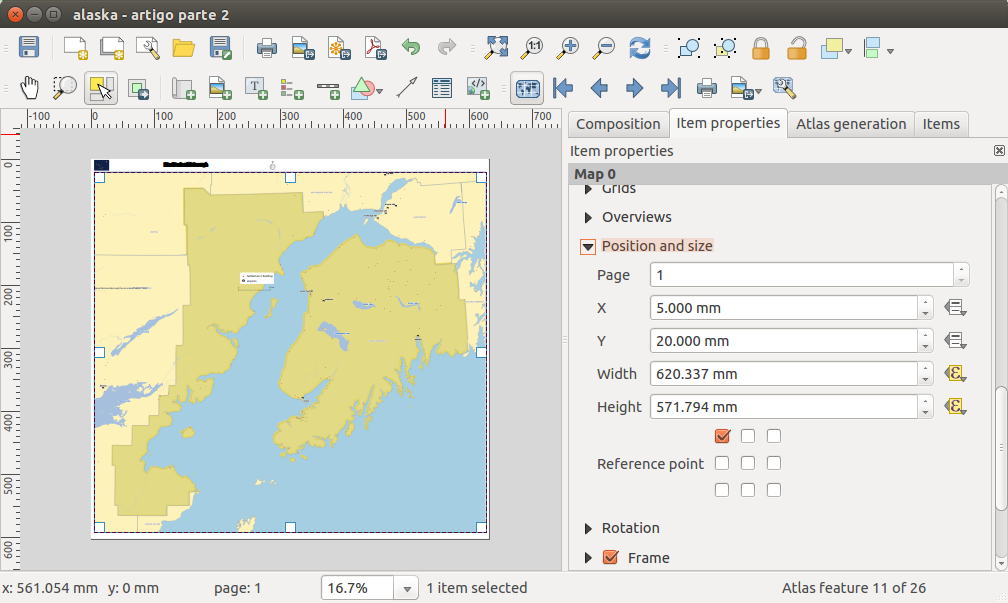 alaska - artigo parte 2
1:1
T
-100 0 100 200 300 400 500 600 700
0
100
200
300
400
500
600
Composition Item properties Atlas generation Items
Item properties
Map 0
Grids
Overviews
Position and size
Page 1
X 5.000 mm
Y 20.000 mm
Width 620.337 mm
Height 571.794 mm
Reference point
Rotation
Frame
x: 561.054 mm y: 0 mm page: 1 16.7% 1 item selected Atlas feature 11 of 26